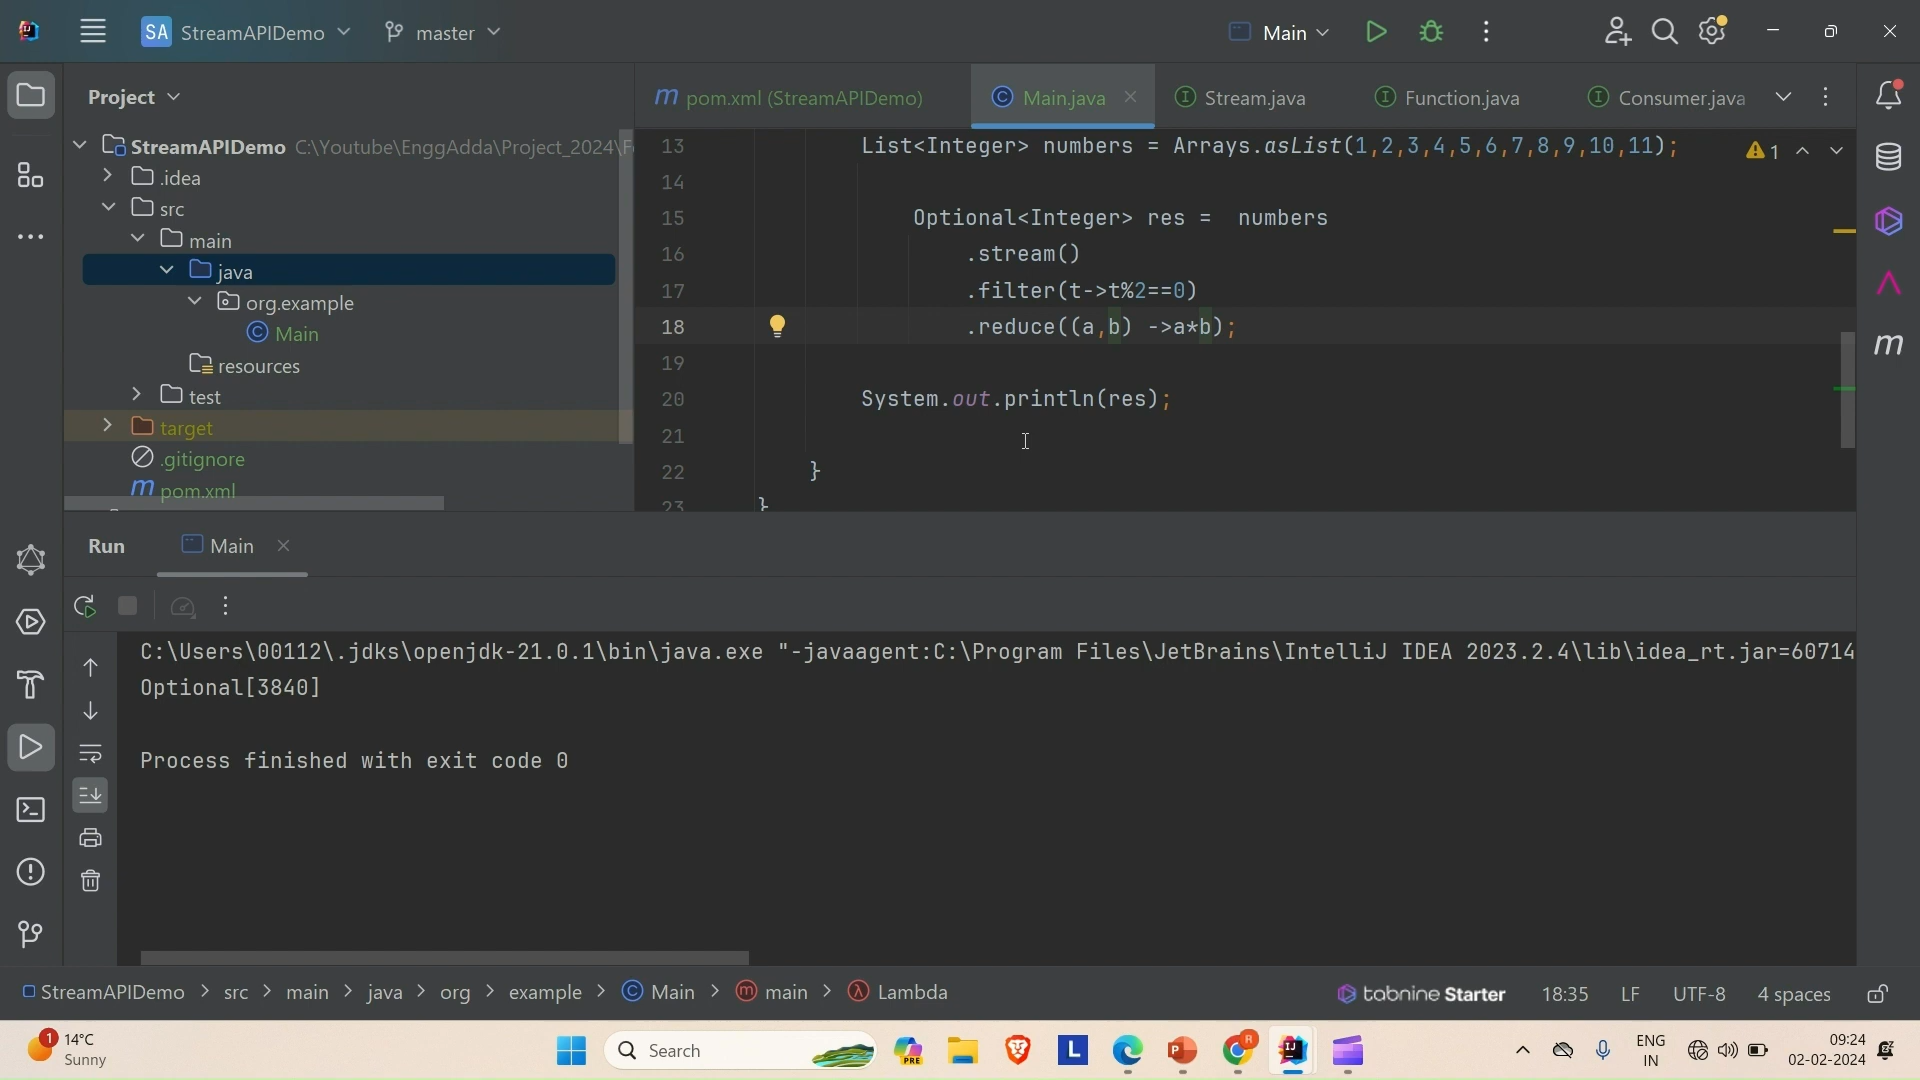 SA StreamAPIDemo master Main
Project
StreamAPIDemo C:\Youtube\EnggAdda\Project_2024\F
.idea
src
main
java
org.example
Main
resources
test
target
.gitignore
pom.xml
pom.xml (StreamAPIDemo) Main.java Stream.java Function.java Consumer.java
13 List<Integer> numbers = Arrays.asList(1,2,3,4,5,6,7,8,9,10,11); 1
14
15 Optional<Integer> res = numbers
16 .stream()
17 .filter(t->t%2==0)
18 .reduce((a,b) ->a*b);
19
20 System.out.println(res);
21
22 }
23 }
Run Main
C:\Users\00112\.jdks\openjdk-21.0.1\bin\java.exe "-javaagent:C:\Program Files\JetBrains\IntelliJ IDEA 2023.2.4\lib\idea_rt.jar=60714
Optional[3840]
Process finished with exit code 0
StreamAPIDemo > src > main > java > org > example > Main > main > Lambda
tabnine Starter 18:35 LF UTF-8 4 spaces
1 14°C
Sunny
Search
PRE
L
P
R
ENG
IN
09:24
02-02-2024